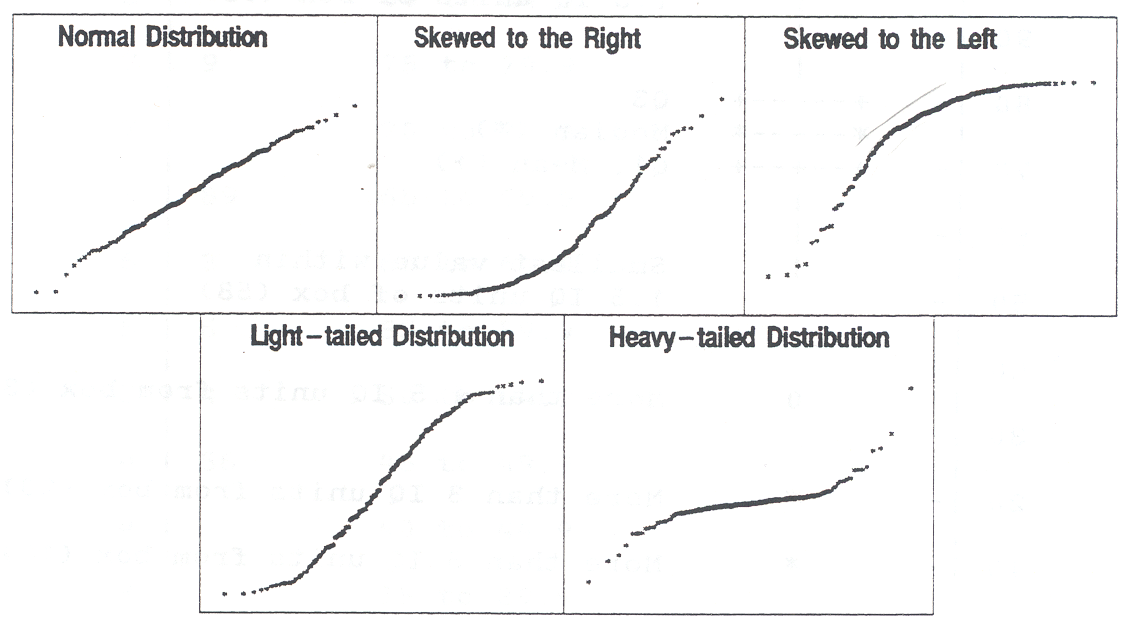 Normal Distribution
Skewed to the Right
Skewed to the Left
Light–tailed Distribution
Heavy–tailed Distribution